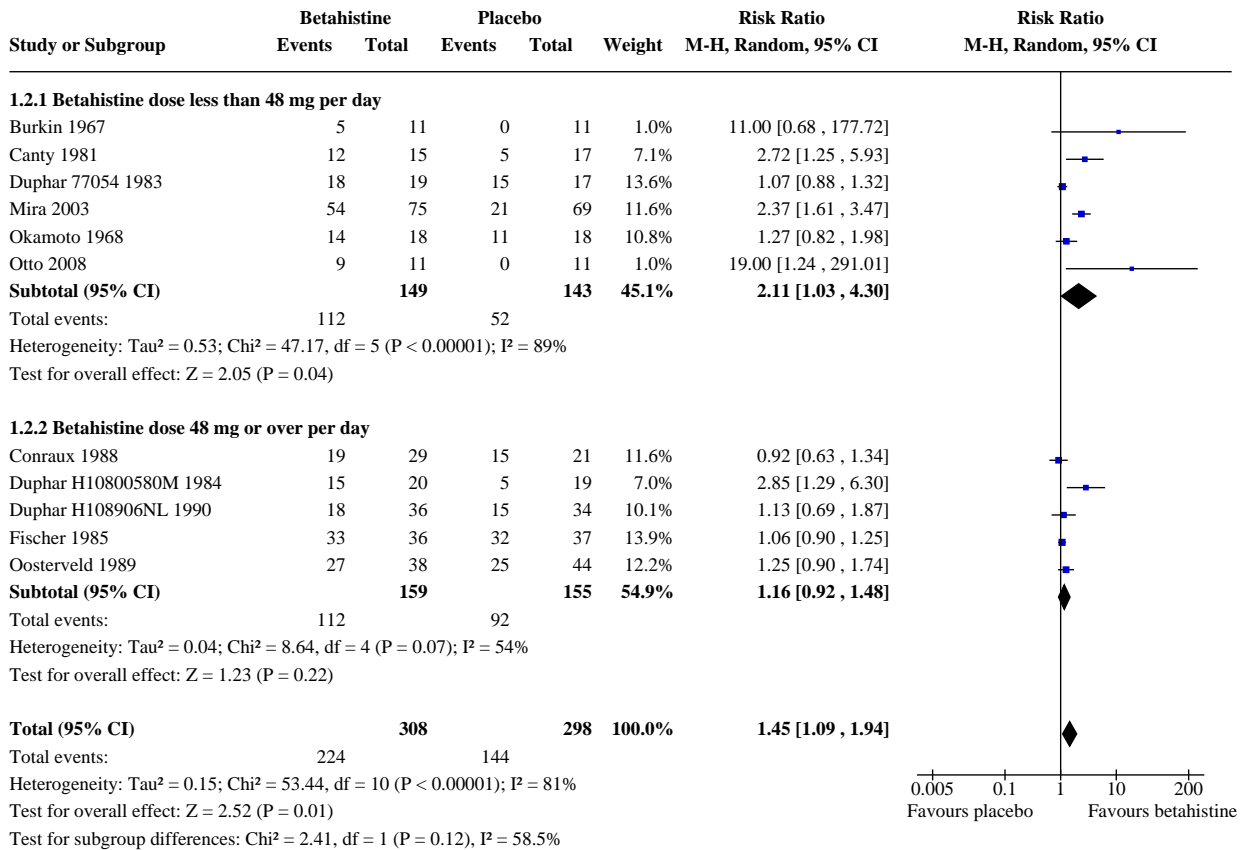 Betahistine Placebo Risk Ratio Risk Ratio
Study or Subgroup Events Total Events Total Weight M-H, Random, 95% CI M-H, Random, 95% CI
1.2.1 Betahistine dose less than 48 mg per day
Burkin 1967 5 11 0 11 1.0% 11.00 [0.68 , 177.72]
Canty 1981 12 15 5 17 7.1% 2.72 [1.25 , 5.93]
Duphar 77054 1983 18 19 15 17 13.6% 1.07 [0.88 , 1.32]
Mira 2003 54 75 21 69 11.6% 2.37 [1.61 , 3.47]
Okamoto 1968 14 18 11 18 10.8% 1.27 [0.82 , 1.98]
Otto 2008 9 11 0 11 1.0% 19.00 [1.24 , 291.01]
Subtotal (95% CI) 149 143 45.1% 2.11 [1.03 , 4.30]
Total events: 112 52
Heterogeneity: Tau² = 0.53; Chi² = 47.17, df = 5 (P < 0.00001); I² = 89%
Test for overall effect: Z = 2.05 (P = 0.04)
1.2.2 Betahistine dose 48 mg or over per day
Conraux 1988 19 29 15 21 11.6% 0.92 [0.63 , 1.34]
Duphar H10800580M 1984 15 20 5 19 7.0% 2.85 [1.29 , 6.30]
Duphar H108906NL 1990 18 36 15 34 10.1% 1.13 [0.69 , 1.87]
Fischer 1985 33 36 32 37 13.9% 1.06 [0.90 , 1.25]
Oosterveld 1989 27 38 25 44 12.2% 1.25 [0.90 , 1.74]
Subtotal (95% CI) 159 155 54.9% 1.16 [0.92 , 1.48]
Total events: 112 92
Heterogeneity: Tau² = 0.04; Chi² = 8.64, df = 4 (P = 0.07); I² = 54%
Test for overall effect: Z = 1.23 (P = 0.22)
Total (95% CI) 308 298 100.0% 1.45 [1.09 , 1.94]
Total events: 224 144
Heterogeneity: Tau² = 0.15; Chi² = 53.44, df = 10 (P < 0.00001); I² = 81%
0.005 0.1 1 10 200
Test for overall effect: Z = 2.52 (P = 0.01)
Favours placebo Favours betahistine
Test for subgroup differences: Chi² = 2.41, df = 1 (P = 0.12), I² = 58.5%